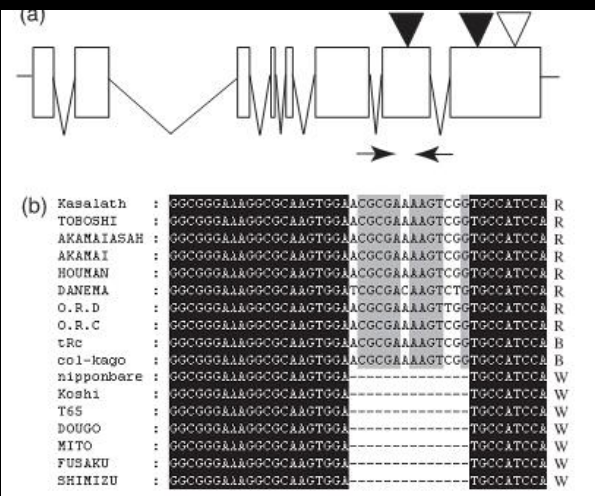 (a)
(b) Kasalath : GGCGGGAAAGGCGCAAGTGGAACGCGAAAAGTCGGTGCCATCCA R
TOBOSHI : GGCGGGAAAGGCGCAAGTGGAACGCGAAAAGTCGGTGCCATCCA R
AKAMAIASAH : GGCGGGAAAGGCGCAAGTGGAACGCGAAAAGTCGGTGCCATCCA R
AKAMAI : GGCGGGAAAGGCGCAAGTGGAACGCGAAAAGTCGGTGCCATCCA R
HOUMAN : GGCGGGAAAGGCGCAAGTGGAACGCGAAAAGTCGGTGCCATCCA R
DANEMA : GGCGGGAAAGGCGCAAGTGGATCGCGACAAGTCTGTGCCATCCA R
O.R.D : GGCGGGAAAGGCGCAAGTGGAACGCGAAAAGTTGGTGCCATCCA R
O.R.C : GGCGGGAAAGGCGCAAGTGGAACGCGAAAAGTCGGTGCCATCCA R
tRc : GGCGGGAAAGGCGCAAGTGGAACGCGAAAAGTCGGTGCCATCCA B
col-kago : GGCGGGAAAGGCGCAAGTGGAACGCGAAAAGTCGGTGCCATCCA B
nipponbare : GGCGGGAAAGGCGCAAGTGGA--------------TGCCATCCA W
Koshi : GGCGGGAAAGGCGCAAGTGGA--------------TGCCATCCA W
T65 : GGCGGGAAAGGCGCAAGTGGA--------------TGCCATCCA W
DOUGO : GGCGGGAAAGGCGCAAGTGGA--------------TGCCATCCA W
MITO : GGCGGGAAAGGCGCAAGTGGA--------------TGCCATCCA W
FUSAKU : GGCGGGAAAGGCGCAAGTGGA--------------TGCCATCCA W
SHIMIZU : GGCGGGAAAGGCGCAAGTGGA--------------TGCCATCCA W